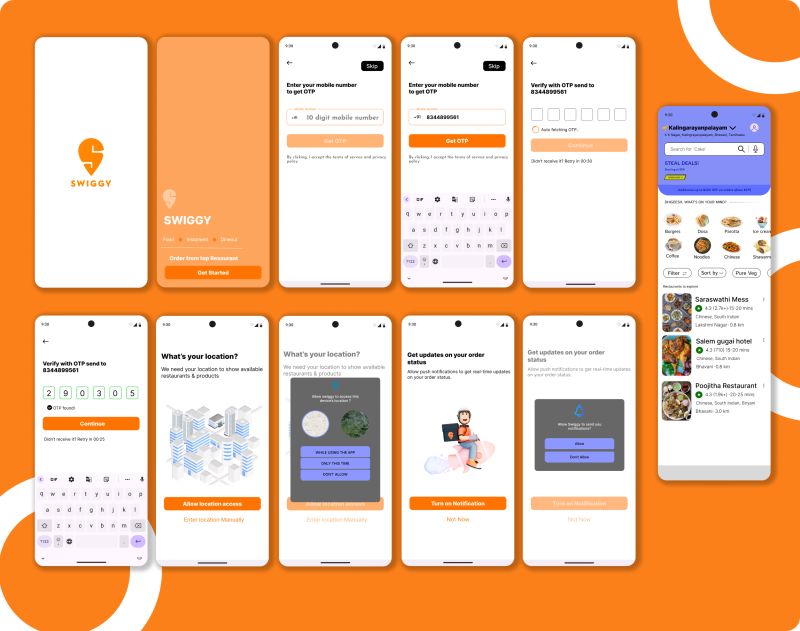 SWIGGY
SWIGGY
Food
Instamart
Dineout
Order from top Restaurant
Get Started
9:30
Skip
Enter your mobile number
to get OTP
+91
10 digit mobile number
Get OTP
By clicking, I accept the terms of service and privacy
policy
9:30
Skip
Enter your mobile number
to get OTP
+91
8344899561
Get OTP
By clicking, I accept the terms of service and privacy
policy
GIF
q w e r t y u i o p
a s d f g h j k l
z x c v b n m
?123 , .
9:30
Verify with OTP send to
8344899561
Auto fetching OTP..
Continue
Didn't receive it? Retry in 00:30
9:30
Kalingarayanpalayam
Search for 'Cake'
STEAL DEALS!
DHGEESH, WHAT'S ON YOUR MIND?
Borgers
Dosa
Parotta
Ice cream
Coffee
Noodles
Chinese
Shawarm
Filter
Sort by
Pure Veg
Restaurants to explore
Saraswathi Mess
4.3 (2.7k+)·15-20 mins
Chinese, South Indian
Lakshmi Nagar·0.8 km
Salem gugai hotel
4.3 (710) 15-20 mins
Chinese, South Indian
Bhavani·0.8 km
Poojitha Restaurant
4.3 (1.9k+)·20-25 mins
Chinese, South Indian, Biryani
Bhavani·3.0 km
9:30
Verify with OTP send to
8344899561
2 9 0 3 0 5
OTP found!
Continue
Didn't receive it? Retry in 00:25
GIF
q w e r t y u i o p
a s d f g h j k l
z x c v b n m
?123 , .
9:30
What's your location?
We need your location to show available
restaurants & products
Allow location access
Enter location Manually
9:30
What's your location?
We need your location to show available
restaurants & products
Allow swiggy to access this
device's location ?
WHILE USING THE APP
ONLY THIS TIME
DON'T ALLOW
Allow location access
Enter location Manually
9:30
Get updates on your order
status
Allow push notifications to get real-time updates
on your order status.
Turn on Notification
Not Now
9:30
Get updates on your order
status
Allow push notifications to get real-time updates
on your order status.
Allow Swiggy to send you
notifications?
Allow
Don't Allow
Turn on Notification
Not Now